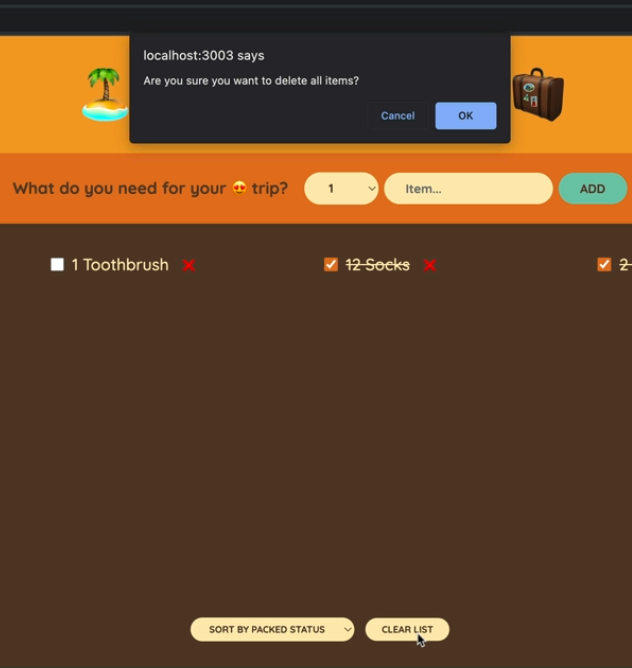 localhost:3003 says
Are you sure you want to delete all items?
Cancel OK
What do you need for your 😍 trip? 1 Item... ADD
1 Toothbrush ❌ 12 Socks ❌ 2
SORT BY PACKED STATUS CLEAR LIST